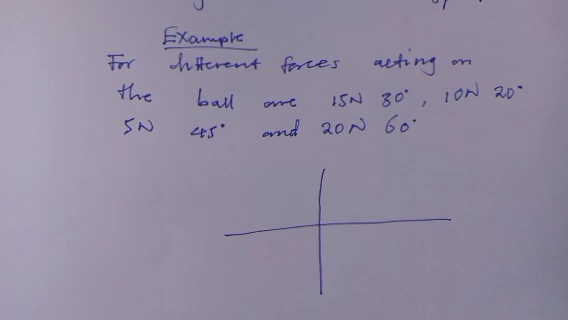 Example
For different forces acting on
the ball are 15N 30°, 10N 20°
5N 45° and 20N 60°